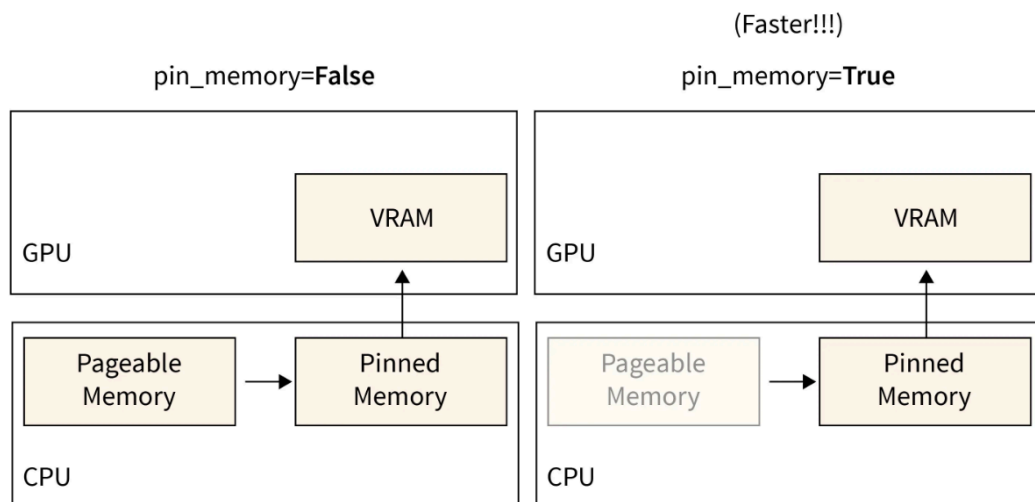 (Faster!!!)
pin_memory=False
pin_memory=True
VRAM
GPU
VRAM
GPU
Pageable
Memory
Pinned
Memory
CPU
Pageable
Memory
Pinned
Memory
CPU